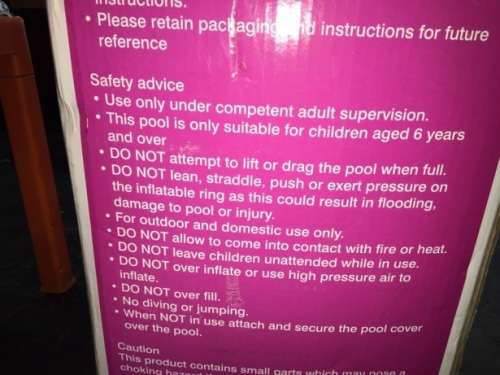 instructions.
• Please retain packaging and instructions for future
reference
Safety advice
• Use only under competent adult supervision.
• This pool is only suitable for children aged 6 years
and over
• DO NOT attempt to lift or drag the pool when full.
• DO NOT lean, straddle, push or exert pressure on
the inflatable ring as this could result in flooding,
damage to pool or injury.
• For outdoor and domestic use only.
• DO NOT allow to come into contact with fire or heat.
• DO NOT leave children unattended while in use.
• DO NOT over inflate or use high pressure air to
inflate.
• DO NOT over fill.
• No diving or jumping.
• When NOT in use attach and secure the pool cover
over the pool.
Caution
This product contains small parts which may pose a
choking hazard